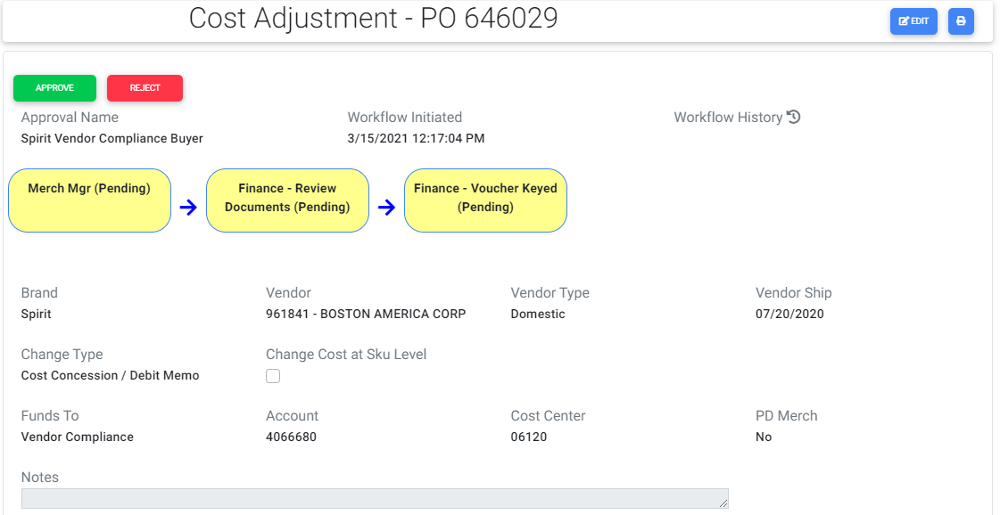 Cost Adjustment - PO 646029
EDIT
APPROVE
REJECT
Approval Name
Workflow Initiated
Workflow History
Spirit Vendor Compliance Buyer
3/15/2021 12:17:04 PM
Merch Mgr (Pending)
Finance - Review
Documents (Pending)
Finance - Voucher Keyed
(Pending)
Brand
Vendor
Vendor Type
Vendor Ship
Spirit
961841 - BOSTON AMERICA CORP
Domestic
07/20/2020
Change Type
Change Cost at Sku Level
Cost Concession / Debit Memo
Funds To
Account
Cost Center
PD Merch
Vendor Compliance
4066680
06120
No
Notes